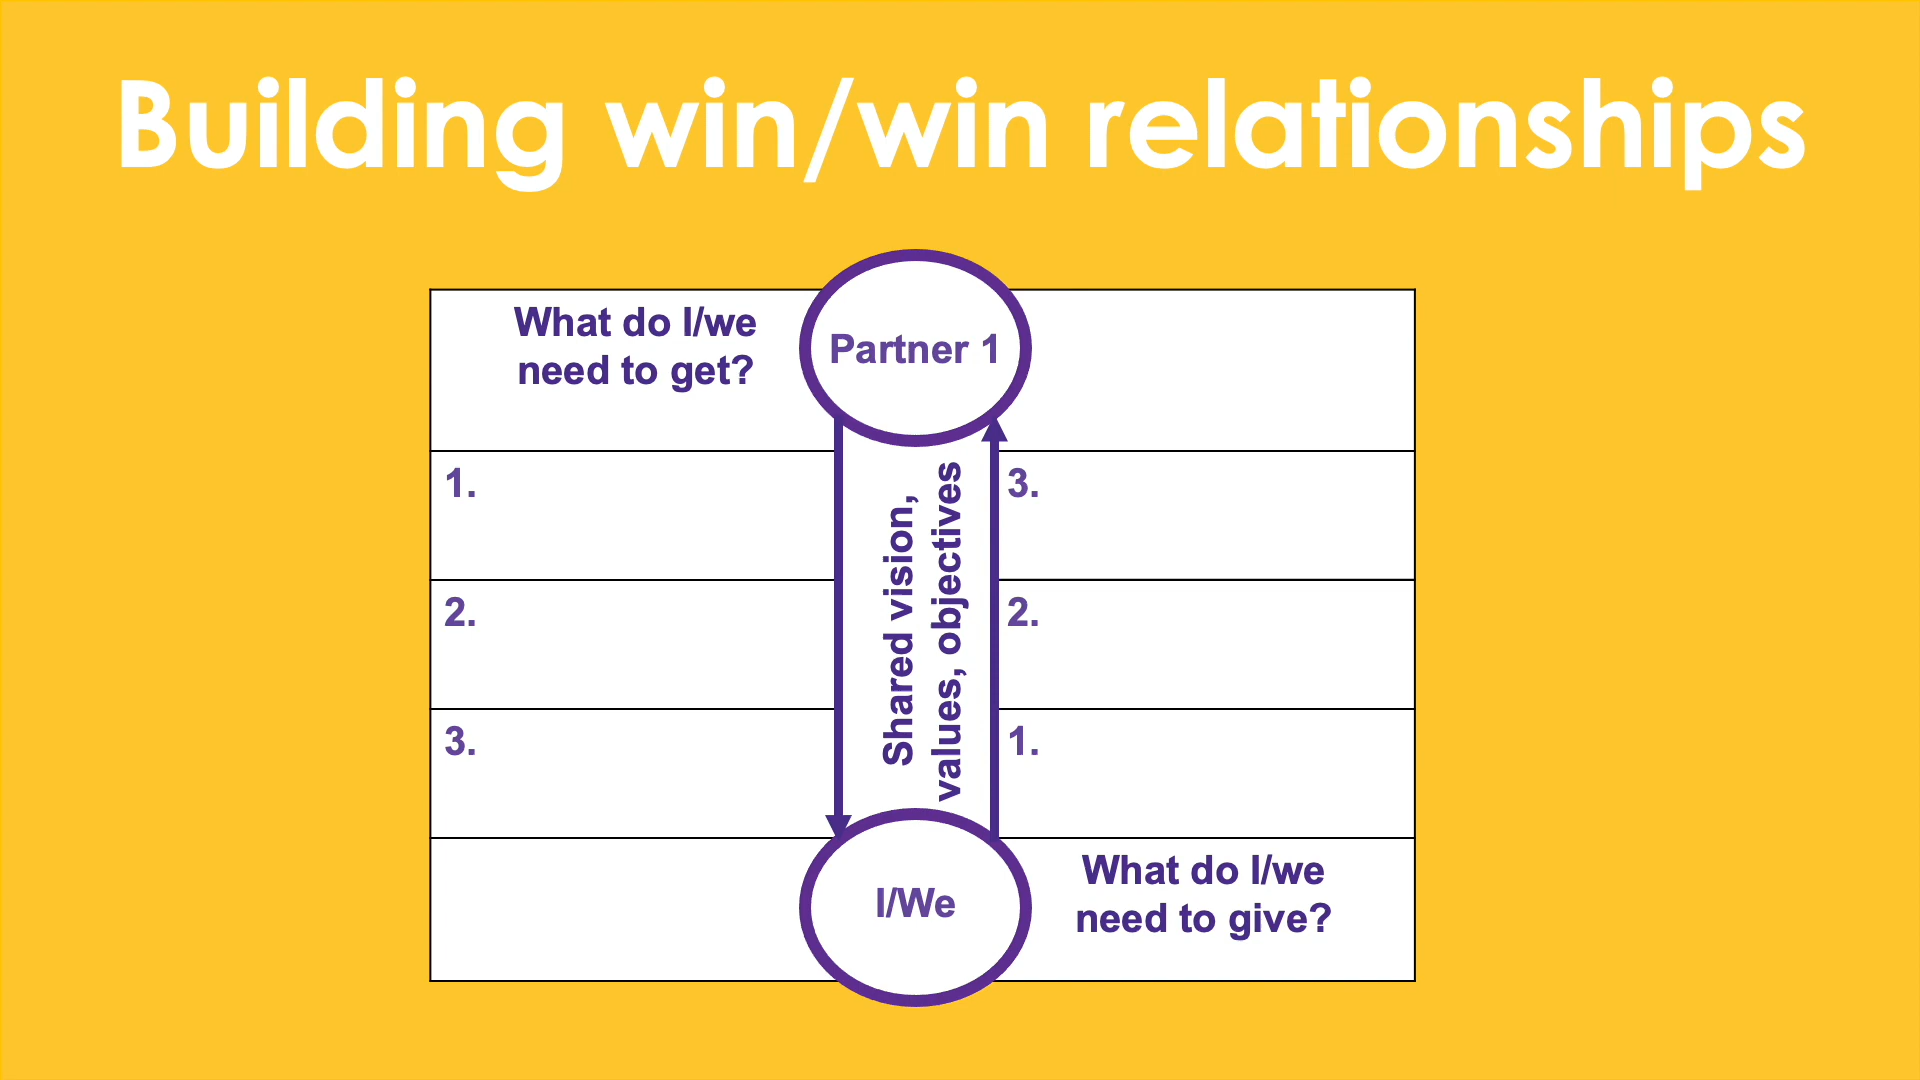 Building win/win relationships
What do I/we
need to get?
Partner 1
1.
2.
3.
Shared vision,
values, objectives
3.
2.
1.
I/We
What do I/we
need to give?